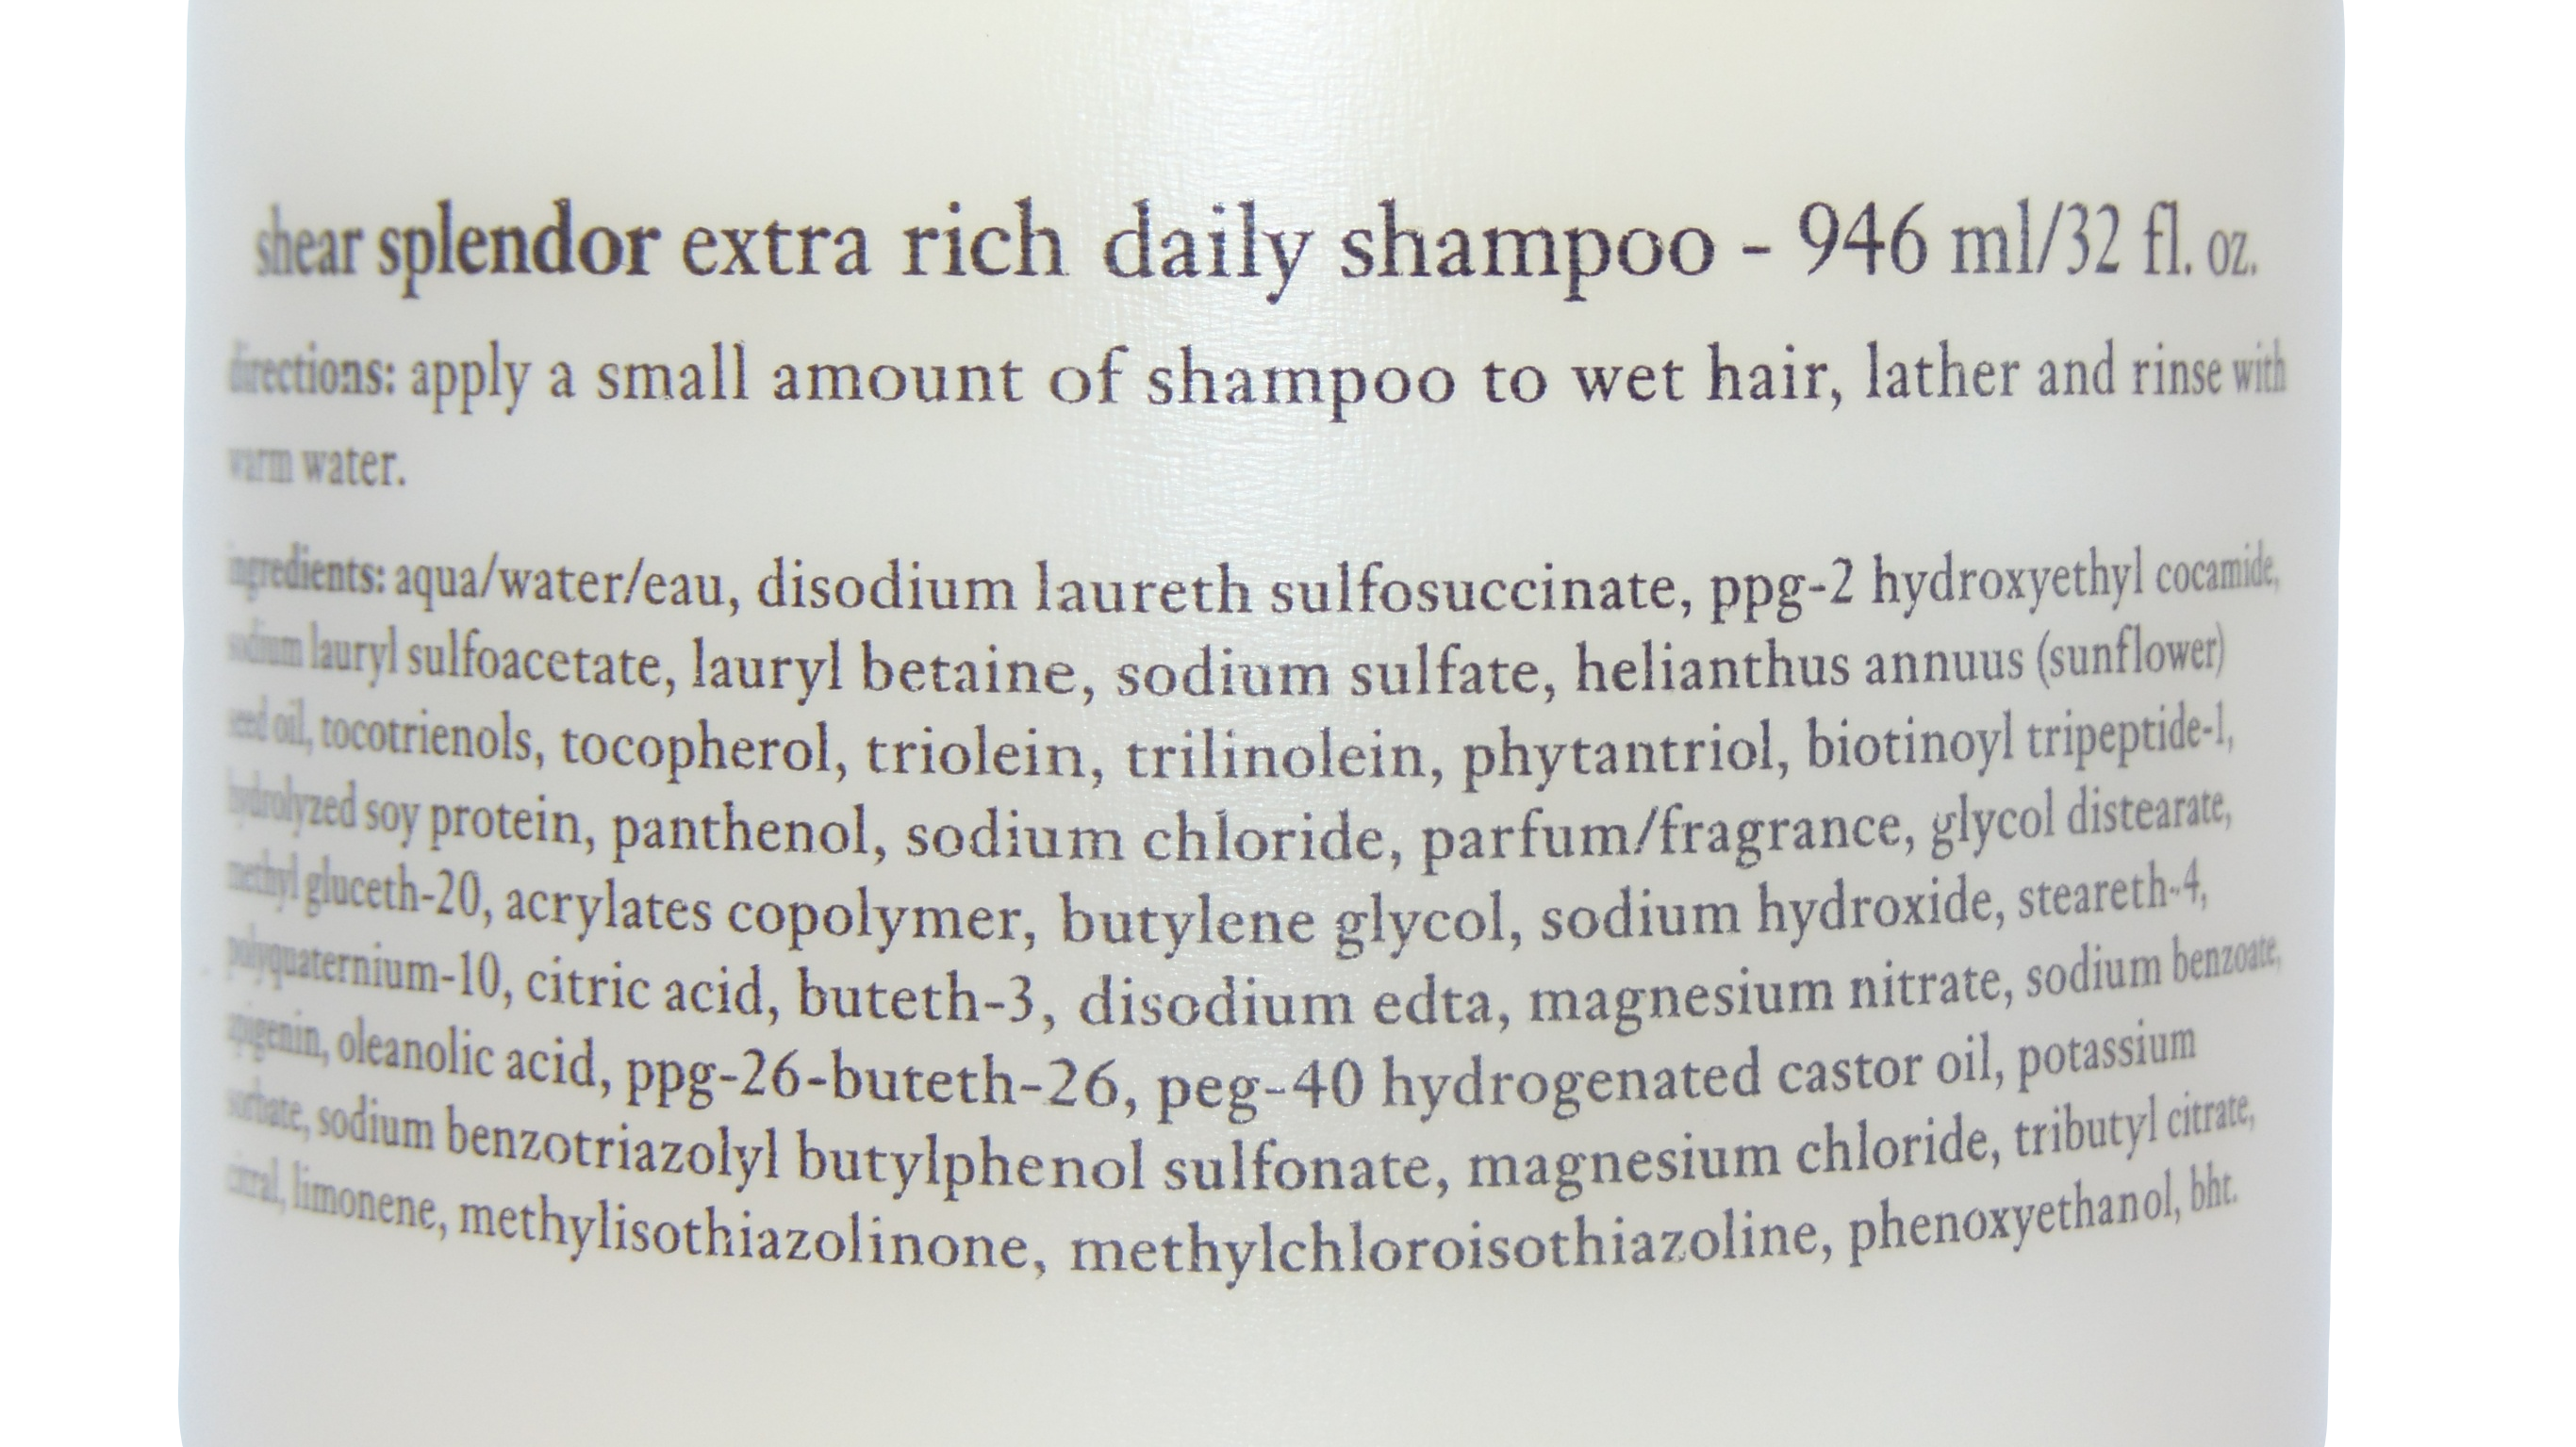 shear splendor extra rich daily shampoo - 946 ml/32 fl. oz.
directions: apply a small amount of shampoo to wet hair, lather and rinse with
warm water.
ingredients: aqua/water/eau, disodium laureth sulfosuccinate, ppg-2 hydroxyethyl cocamide,
sodium lauryl sulfoacetate, lauryl betaine, sodium sulfate, helianthus annuus (sunflower)
seed oil, tocotrienols, tocopherol, triolein, trilinolein, phytantriol, biotinoyl tripeptide-1,
hydrolyzed soy protein, panthenol, sodium chloride, parfum/fragrance, glycol distearate,
methyl gluceth-20, acrylates copolymer, butylene glycol, sodium hydroxide, steareth-4,
polyquaternium-10, citric acid, buteth-3, disodium edta, magnesium nitrate, sodium benzoate,
apigenin, oleanolic acid, ppg-26-buteth-26, peg-40 hydrogenated castor oil, potassium
sorbate, sodium benzotriazolyl butylphenol sulfonate, magnesium chloride, tributyl citrate,
citral, limonene, methylisothiazolinone, methylchloroisothiazoline, phenoxyethanol, bht.